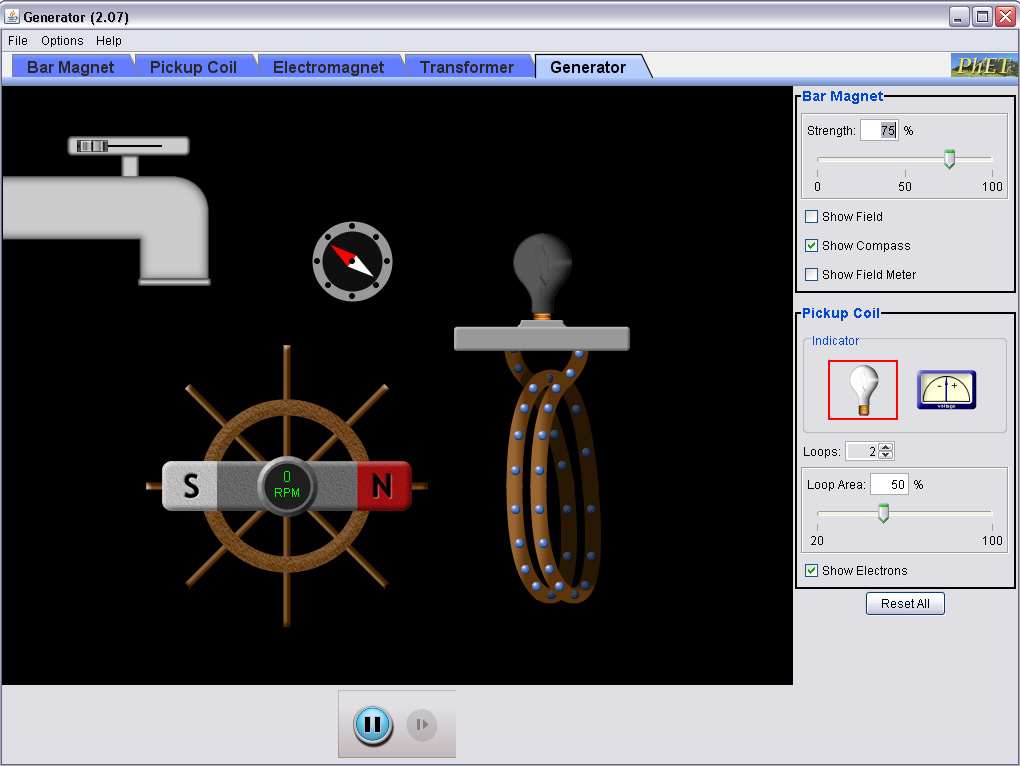 Generator (2.07)
File Options Help
Bar Magnet Pickup Coil Electromagnet Transformer Generator
PhET
Bar Magnet
Strength: 75 %
0 50 100
Show Field
Show Compass
Show Field Meter
Pickup Coil
Indicator
- +
voltage
Loops: 2
Loop Area: 50 %
20 100
Show Electrons
Reset All
S 0 N
RPM